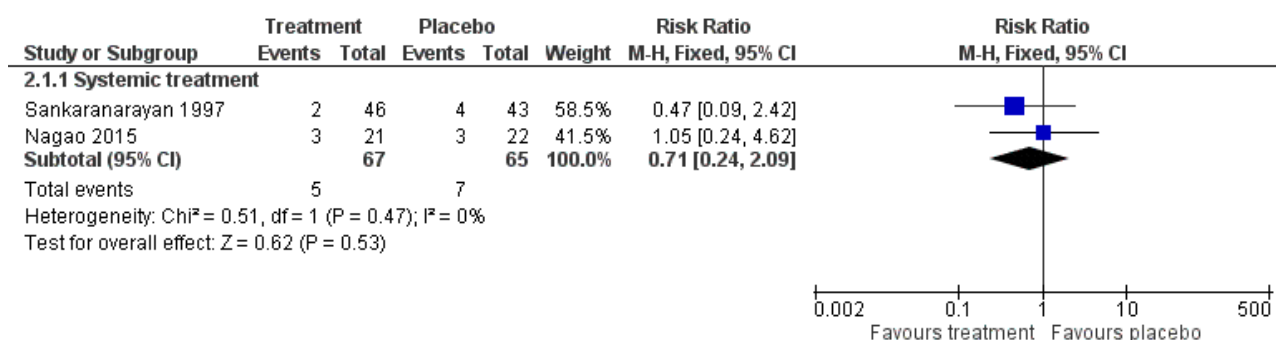 Treatment Placebo Risk Ratio Risk Ratio
Study or Subgroup Events Total Events Total Weight M-H, Fixed, 95% CI M-H, Fixed, 95% CI
2.1.1 Systemic treatment
Sankaranarayan 1997 2 46 4 43 58.5% 0.47 [0.09, 2.42]
Nagao 2015 3 21 3 22 41.5% 1.05 [0.24, 4.62]
Subtotal (95% CI) 67 65 100.0% 0.71 [0.24, 2.09]
Total events 5 7
Heterogeneity: Chi² = 0.51, df = 1 (P = 0.47); I² = 0%
Test for overall effect: Z = 0.62 (P = 0.53)
0.002 0.1 1 10 500
Favours treatment Favours placebo